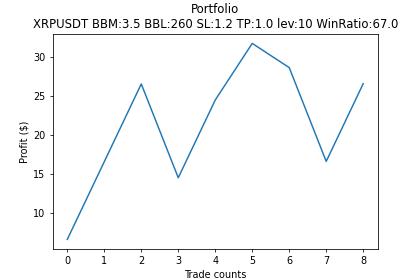 Portfolio
XRPUSDT BBM:3.5 BBL:260 SL:1.2 TP:1.0 lev:10 WinRatio:67.0
30
25
20
15
10
Profit ($)
0 1 2 3 4 5 6 7 8
Trade counts